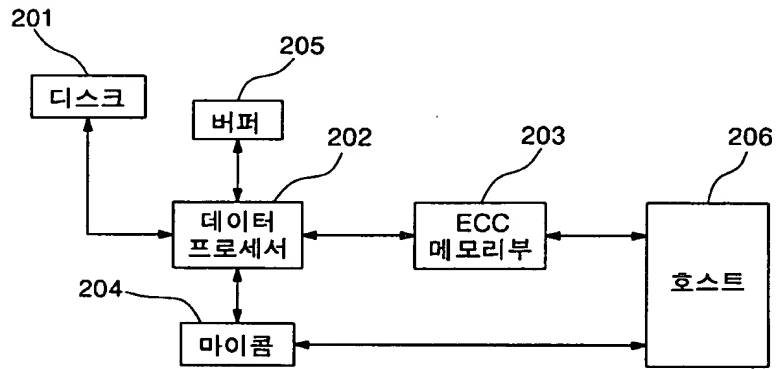 201
205
디스크
버퍼
202
203
206
데이터
프로세서
ECC
메모리부
호스트
204
마이콤